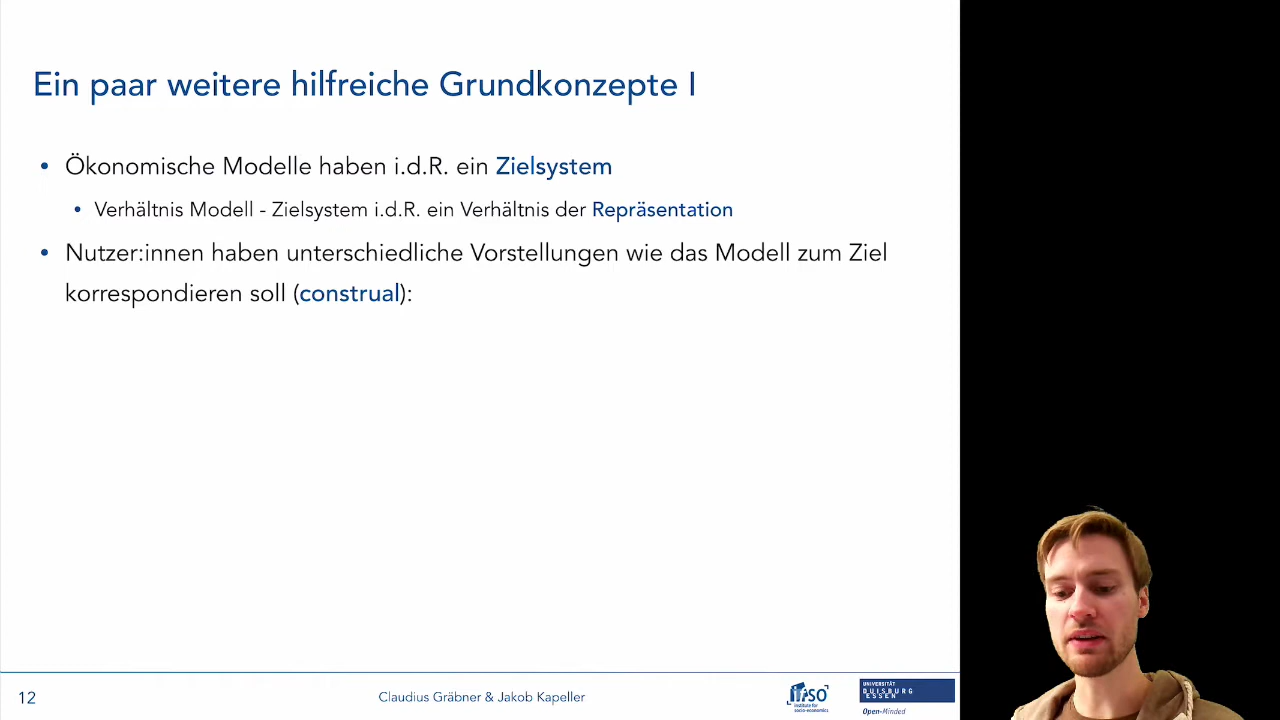 Ein paar weitere hilfreiche Grundkonzepte I
• Ökonomische Modelle haben i.d.R. ein Zielsystem
• Verhältnis Modell - Zielsystem i.d.R. ein Verhältnis der Repräsentation
• Nutzer:innen haben unterschiedliche Vorstellungen wie das Modell zum Ziel
korrespondieren soll (construal):
12
Claudius Gräbner & Jakob Kapeller
ifso
institute for
socio-economics
UNIVERSITÄT
DUISBURG
ESSEN
Open-Minded